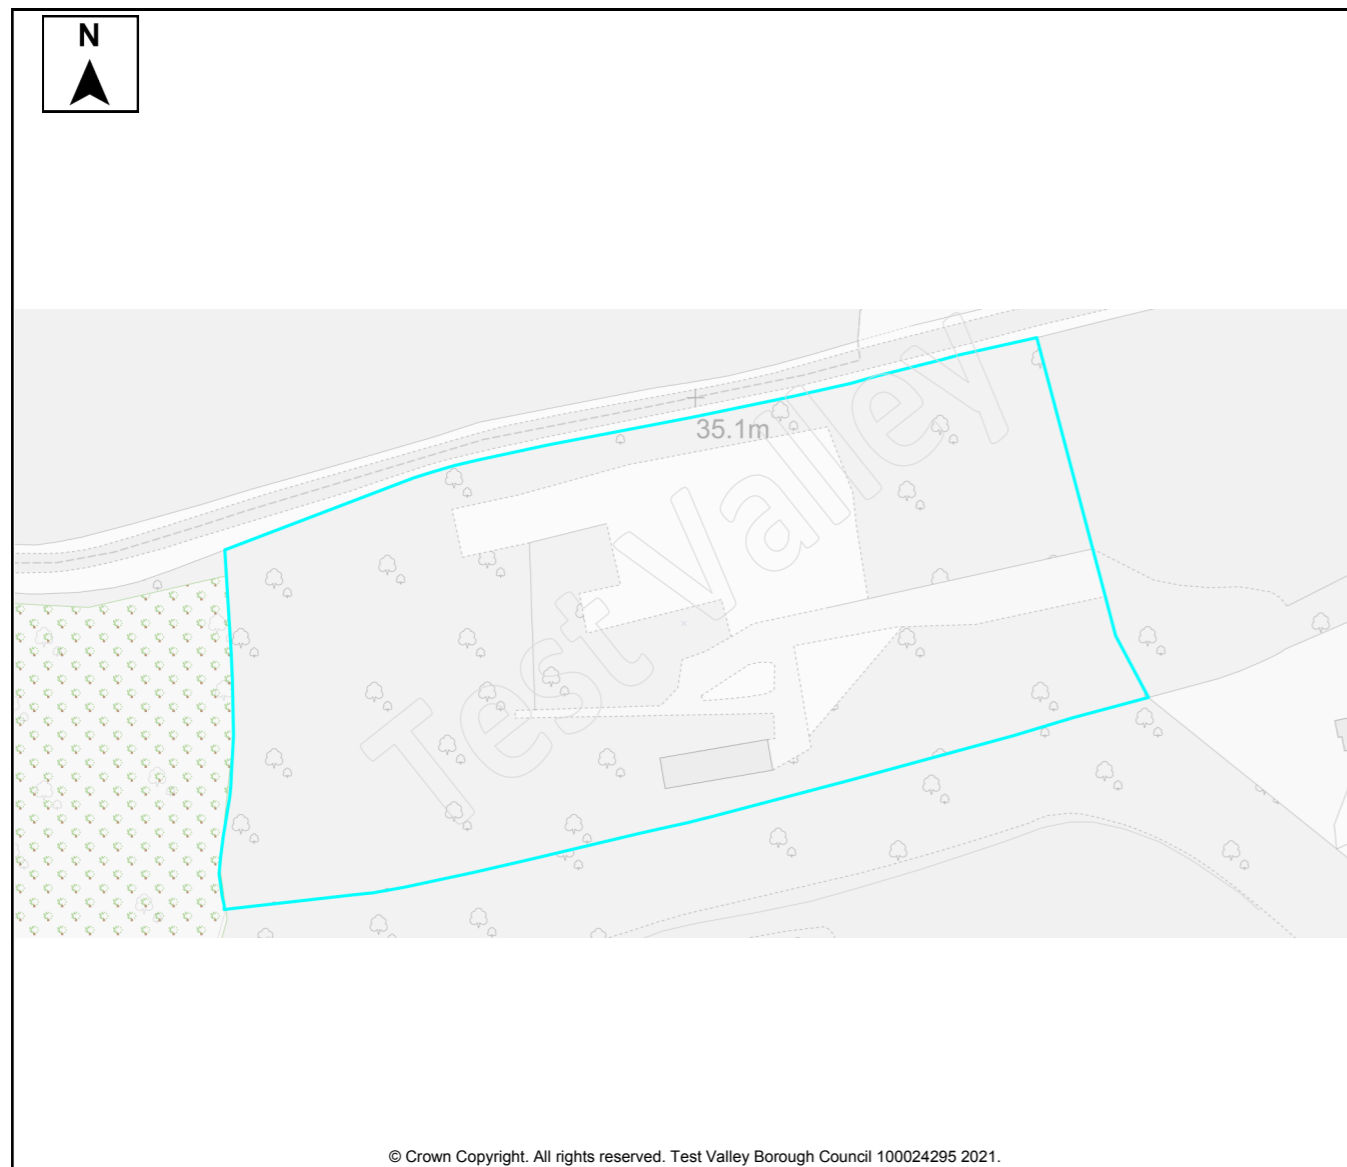 N
35.1m
Test Valley
© Crown Copyright. All rights reserved. Test Valley Borough Council 100024295 2021.